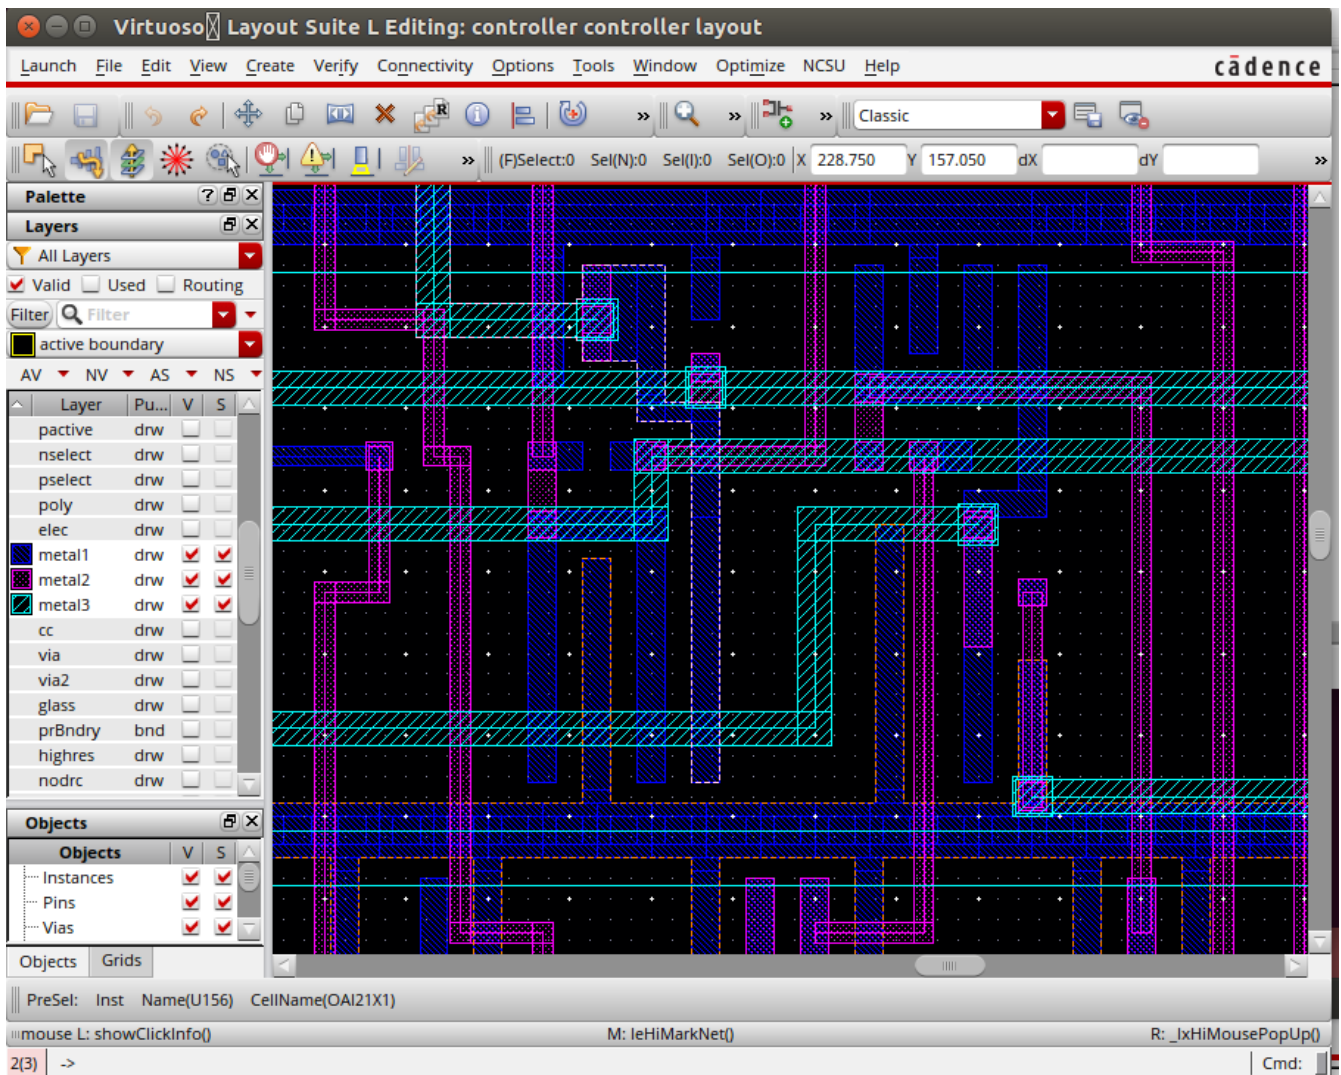 Virtuoso Layout Suite L Editing: controller controller layout
Launch File Edit View Create Verify Connectivity Options Tools Window Optimize NCSU Help cādence
R » » » Classic
» (F)Select:0 Sel(N):0 Sel(I):0 Sel(O):0 X 228.750 Y 157.050 dX dY »
Palette ?
Layers
All Layers
Valid Used Routing
Filter Filter
active boundary
AV NV AS NS
Layer Pu... V S
pactive drw
nselect drw
pselect drw
poly drw
elec drw
metal1 drw
metal2 drw
metal3 drw
cc drw
via drw
via2 drw
glass drw
prBndry bnd
highres drw
nodrc drw
Objects
Objects V S
Instances
Pins
Vias
Objects Grids
PreSel: Inst Name(U156) CellName(OAI21X1)
mouse L: showClickInfo() M: leHiMarkNet() R: _lxHiMousePopUp()
2(3) -> Cmd: